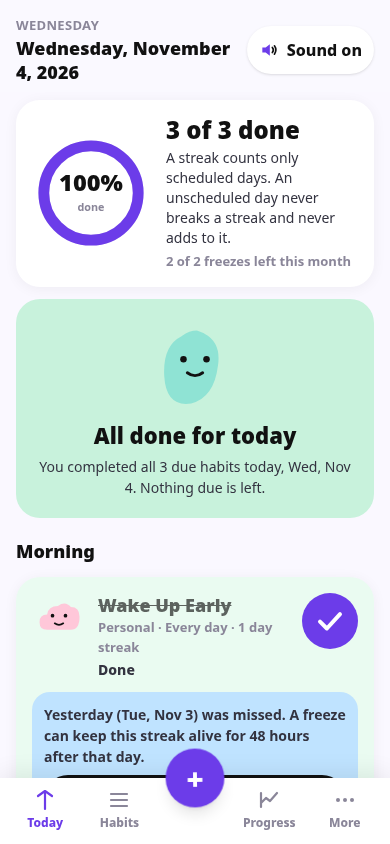 WEDNESDAY
Wednesday, November
4, 2026
Sound on
100%
done
3 of 3 done
A streak counts only
scheduled days. An
unscheduled day never
breaks a streak and never
adds to it.
2 of 2 freezes left this month
All done for today
You completed all 3 due habits today, Wed, Nov
4. Nothing due is left.
Morning
Wake Up Early
Personal · Every day · 1 day
streak
Done
Yesterday (Tue, Nov 3) was missed. A freeze
can keep this streak alive for 48 hours
after that day.
+
Today
Habits
Progress
More